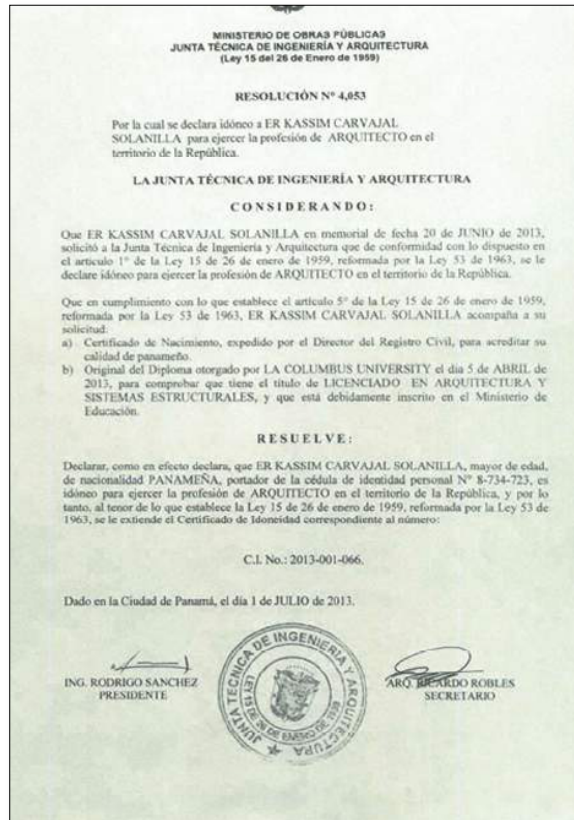 MINISTERIO DE OBRAS PÚBLICAS
JUNTA TÉCNICA DE INGENIERÍA Y ARQUITECTURA
(Ley 15 del 26 de Enero de 1959)
RESOLUCIÓN Nº 4,053
Por la cual se declara idóneo a ER KASSIM CARVAJAL
SOLANILLA para ejercer la profesión de ARQUITECTO en el
territorio de la República.
LA JUNTA TÉCNICA DE INGENIERÍA Y ARQUITECTURA
CONSIDERANDO:
Que ER KASSIM CARVAJAL SOLANILLA en memorial de fecha 20 de JUNIO de 2013,
solicitó a la Junta Técnica de Ingeniería y Arquitectura que de conformidad con lo dispuesto en
el artículo 1º de la Ley 15 de 26 de enero de 1959, reformada por la Ley 53 de 1963, se le
declare idóneo para ejercer la profesión de ARQUITECTO en el territorio de la República.
Que en cumplimiento con lo que establece el artículo 5º de la Ley 15 de 26 de enero de 1959,
reformada por la Ley 53 de 1963, ER KASSIM CARVAJAL SOLANILLA acompaña a su
solicitud:
a) Certificado de Nacimiento, expedido por el Director del Registro Civil, para acreditar su
calidad de panameño.
b) Original del Diploma otorgado por LA COLUMBUS UNIVERSITY el día 5 de ABRIL de
2013, para comprobar que tiene el título de LICENCIADO EN ARQUITECTURA Y
SISTEMAS ESTRUCTURALES, y que está debidamente inscrito en el Ministerio de
Educación.
RESUELVE:
Declarar, como en efecto declara, que ER KASSIM CARVAJAL SOLANILLA, mayor de edad,
de nacionalidad PANAMEÑA, portador de la cédula de identidad personal Nº 8-734-723, es
idóneo para ejercer la profesión de ARQUITECTO en el territorio de la República, y por lo
tanto, al tenor de lo que establece la Ley 15 de 26 de enero de 1959, reformada por la Ley 53 de
1963, se le extiende el Certificado de Idoneidad correspondiente al número:
C.I. No.: 2013-001-066.
Dado en la Ciudad de Panamá, el día 1 de JULIO de 2013.
JUNTA TECNICA DE INGENIERIA Y ARQUITECTURA
LEY 15 DE 26 DE ENERO DE 1959
ING. RODRIGO SANCHEZ
PRESIDENTE
ARQ. RICARDO ROBLES
SECRETARIO